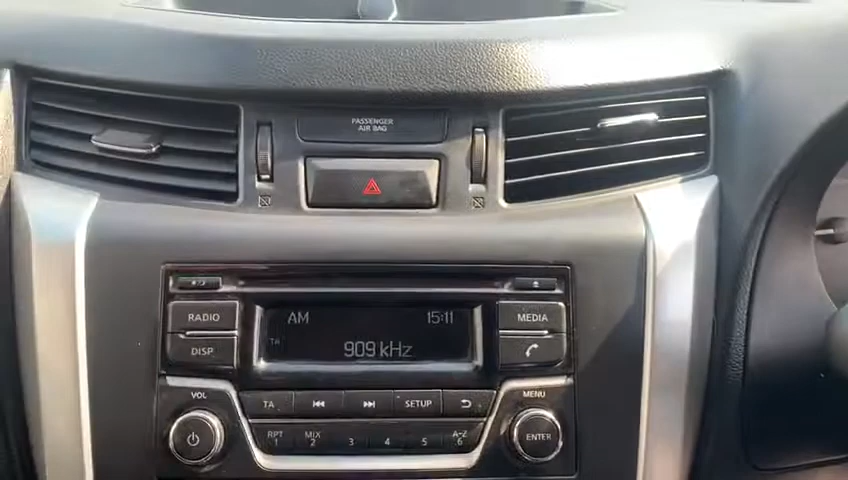 PASSENGER
AIR BAG
RADIO
AM
15:11
MEDIA
DISP
TA
909 kHz
VOL
MENU
TA
SETUP
RPT
1
MIX
2
3
4
5
A-Z
6
ENTER